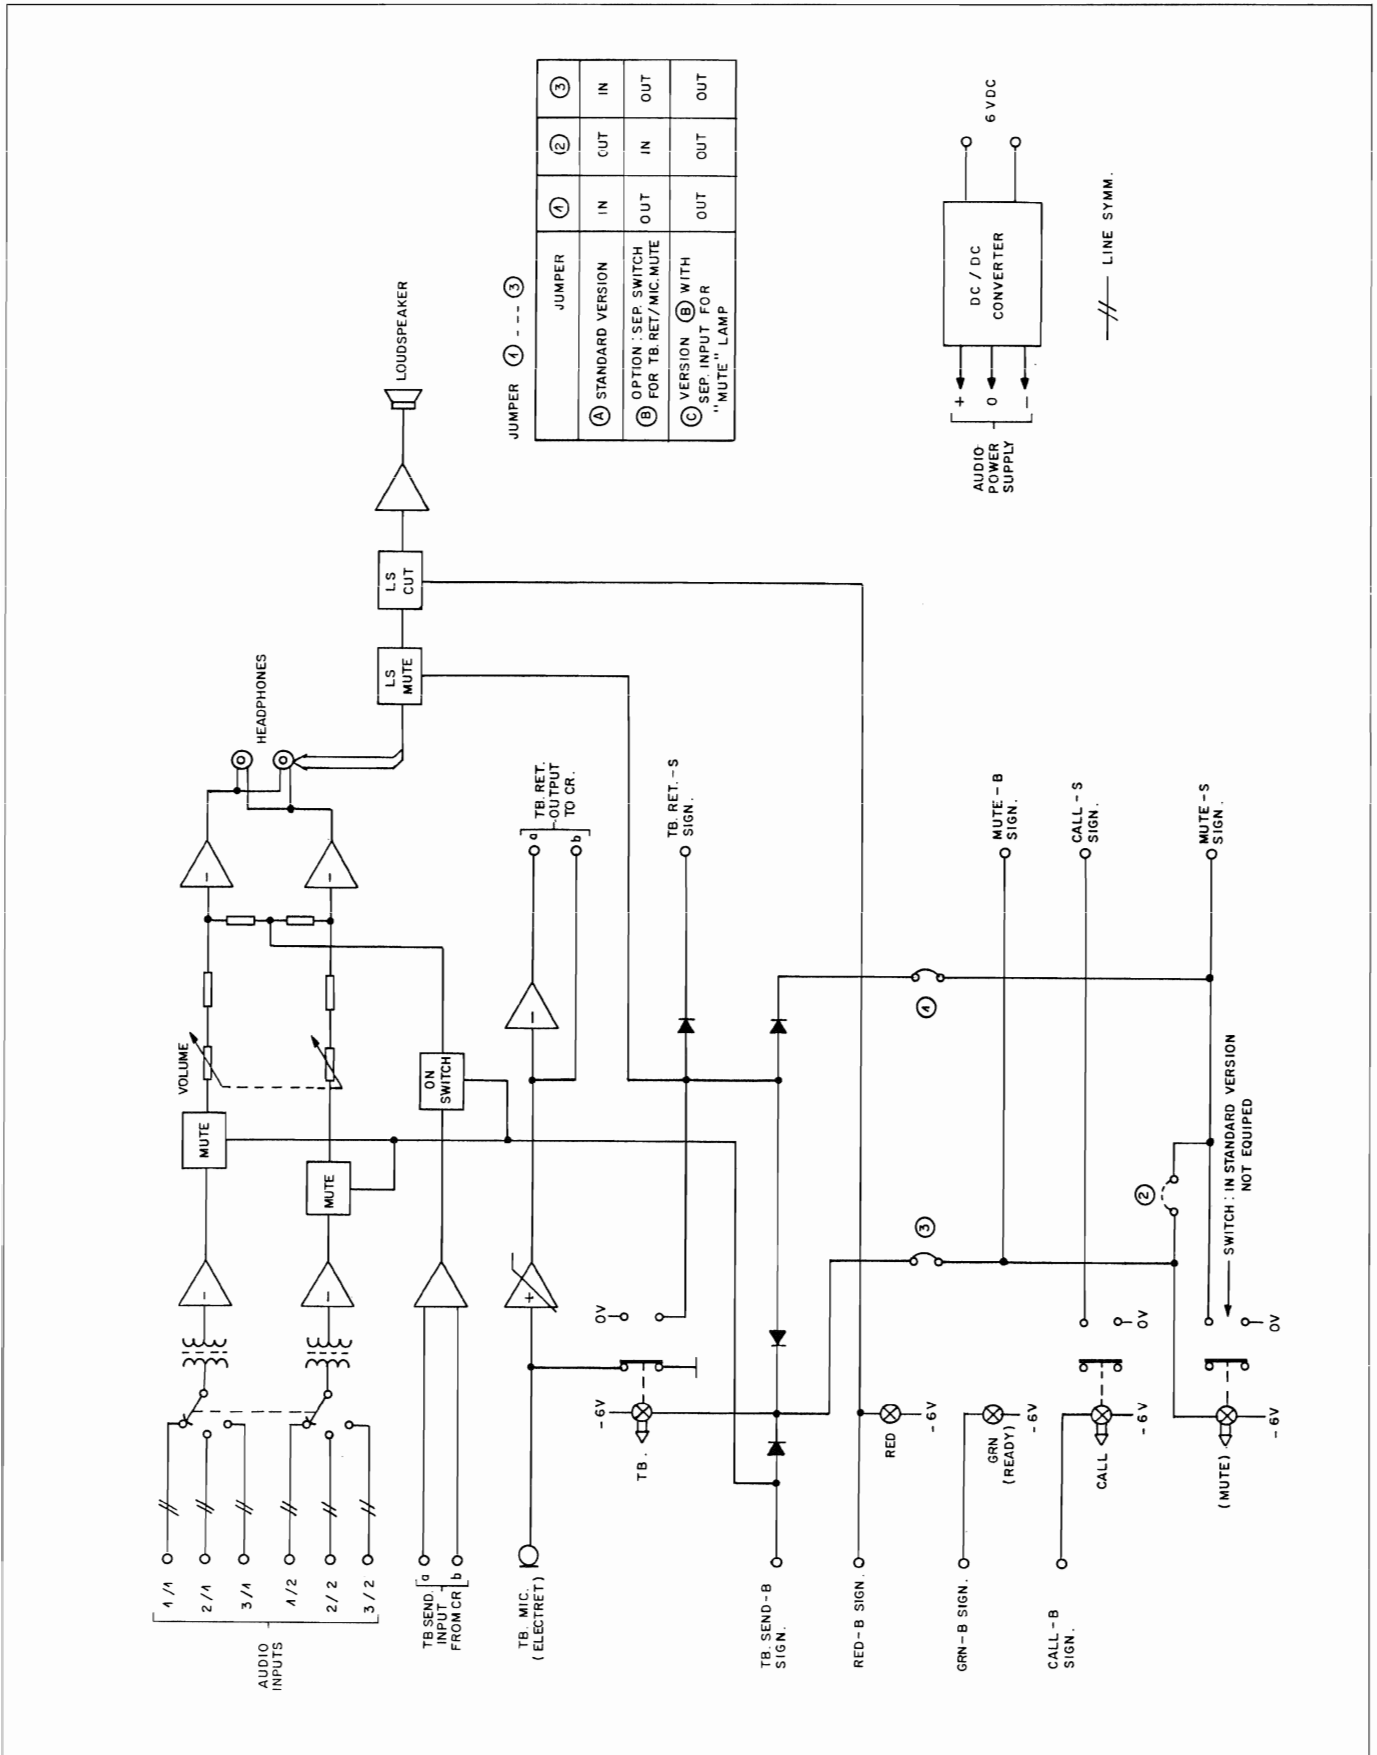 AUDIO
INPUTS
1/1
2/1
3/1
1/2
2/2
3/2
TB SEND.
INPUT
FROM CR
a
b
TB. MIC.
(ELECTRET)
TB. SEND-B
SIGN.
RED-B SIGN.
GRN-B SIGN.
CALL-B
SIGN.
MUTE
MUTE
VOLUME
ON
SWITCH
HEADPHONES
LS
MUTE
LS
CUT
LOUDSPEAKER
a
b
TB. RET.
OUTPUT
TO CR.
TB. RET.-S
SIGN.
MUTE-B
SIGN.
CALL-S
SIGN.
MUTE-S
SIGN.
-
-
-
-
-
+
0V
-6V
TB.
RED
-6V
GRN
(READY)
-6V
CALL
-6V
0V
(MUTE)
-6V
0V
1
2
3
SWITCH: IN STANDARD VERSION
NOT EQUIPED
JUMPER 1 --- 3
JUMPER 1 2 3
A STANDARD VERSION IN OUT IN
B OPTION: SEP. SWITCH
FOR TB. RET/MIC. MUTE OUT IN OUT
C VERSION B WITH
SEP. INPUT FOR
"MUTE" LAMP OUT OUT OUT
AUDIO
POWER
SUPPLY
+
0
-
DC/DC
CONVERTER
6 VDC
LINE SYMM.